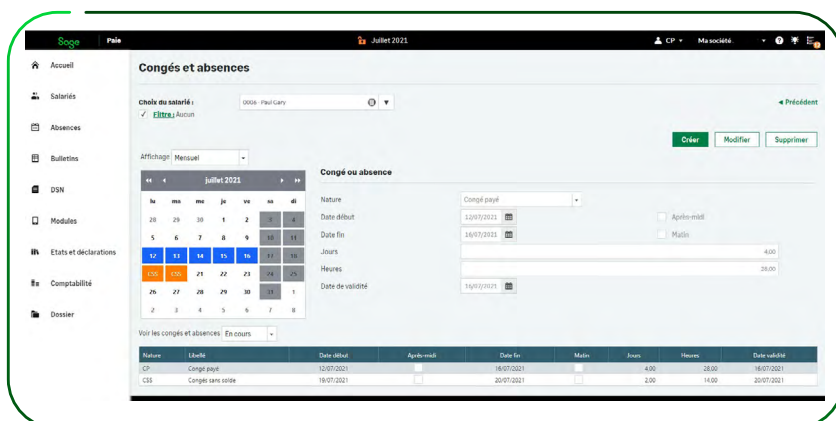 Sage Paie Juillet 2021 CP Ma société
Accueil
Salariés
Absences
Bulletins
DSN
Modules
Etats et déclarations
Comptabilité
Dossier
Congés et absences
Choix du salarié : 0006 - Paul Gary
Filtre : Aucun
Précédent
Créer Modifier Supprimer
Affichage Mensuel
juillet 2021
lu ma me je ve sa di
28 29 30 1 2 3 4
5 6 7 8 9 10 11
12 13 14 15 16 17 18
CSS CSS 21 22 23 24 25
26 27 28 29 30 31 1
2 3 4 5 6 7 8
Congé ou absence
Nature Congé payé
Date début 12/07/2021 Après-midi
Date fin 16/07/2021 Matin
Jours 4,00
Heures 28,00
Date de validité 16/07/2021
Voir les congés et absences En cours
Nature Libellé Date début Après-midi Date fin Matin Jours Heures Date validité
CP Congé payé 12/07/2021 16/07/2021 4,00 28,00 16/07/2021
CSS Congés sans solde 19/07/2021 20/07/2021 2,00 14,00 20/07/2021